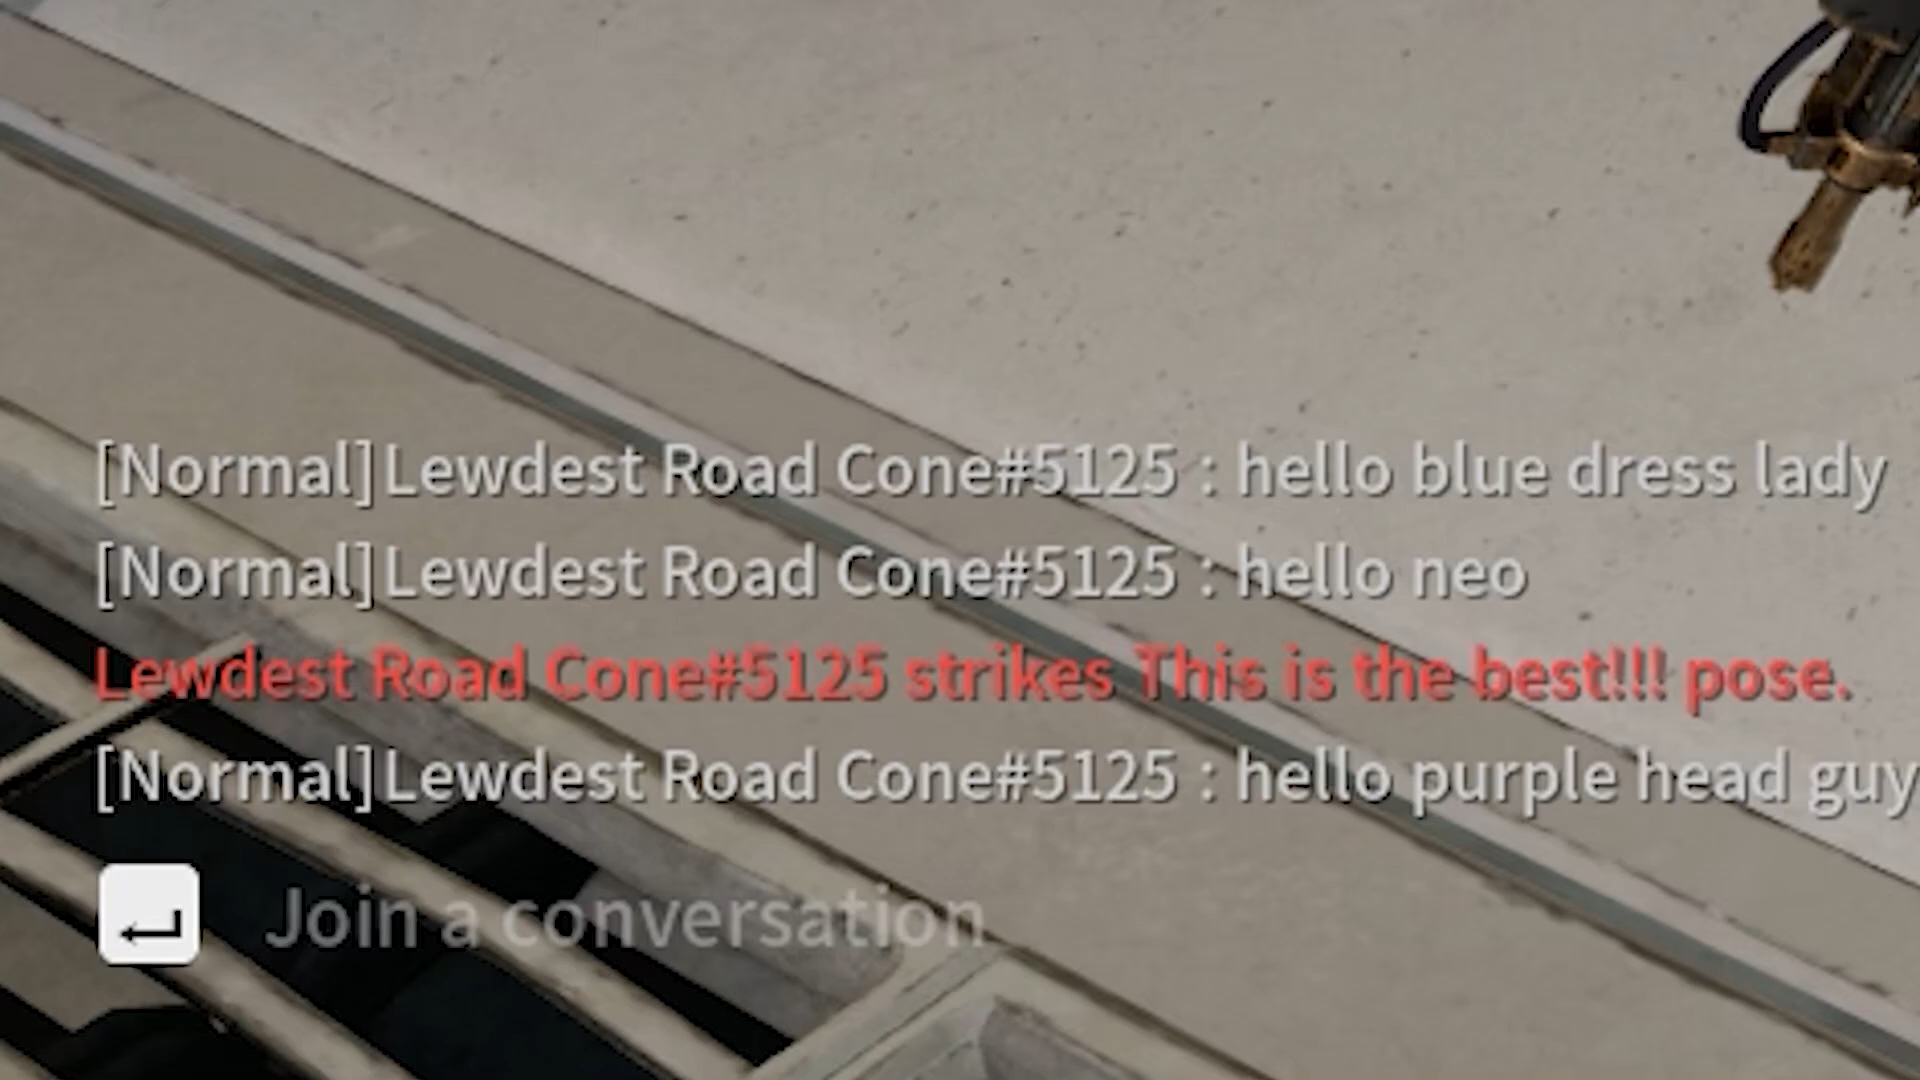 [Normal]Lewdest Road Cone#5125 : hello blue dress lady
[Normal]Lewdest Road Cone#5125 : hello neo
Lewdest Road Cone#5125 strikes This is the best!!! pose.
[Normal]Lewdest Road Cone#5125 : hello purple head guy
Join a conversation